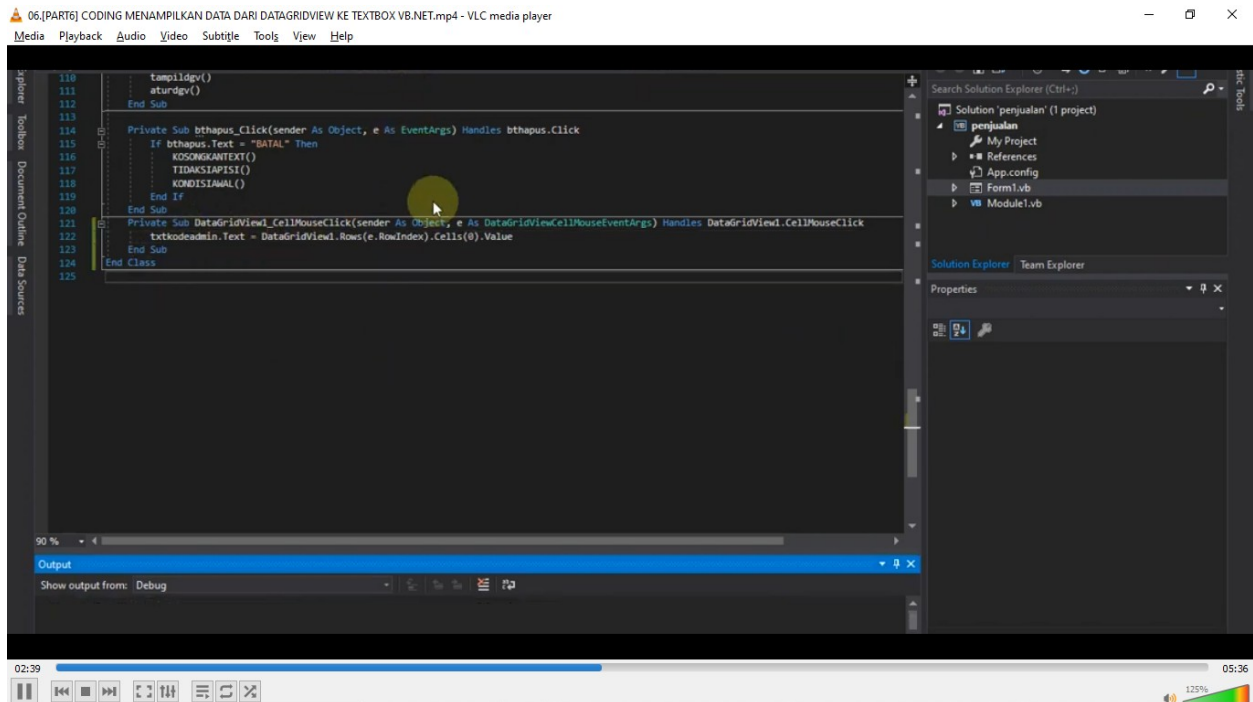 06.[PART6] CODING MENAMPILKAN DATA DARI DATAGRIDVIEW KE TEXTBOX VB.NET.mp4 - VLC media player
Media Playback Audio Video Subtitle Tools View Help
110 tampildgv()
111 aturdgv()
112 End Sub
113
114 Private Sub bthapus_Click(sender As Object, e As EventArgs) Handles bthapus.Click
115 If bthapus.Text = "BATAL" Then
116 KOSONGKANTEXT()
117 TIDAKSIAPISI()
118 KONDISIAWAL()
119 End If
120 End Sub
121 Private Sub DataGridView1_CellMouseClick(sender As Object, e As DataGridViewCellMouseEventArgs) Handles DataGridView1.CellMouseClick
122 txtkodeadmin.Text = DataGridView1.Rows(e.RowIndex).Cells(0).Value
123 End Sub
124 End Class
125
Toolbox
Document Outline
Data Sources
90 %
Output
Show output from: Debug
Search Solution Explorer (Ctrl+;)
Solution 'penjualan' (1 project)
VB penjualan
My Project
References
App.config
Form1.vb
VB Module1.vb
Solution Explorer Team Explorer
Properties
Tools
02:39
05:36
125%